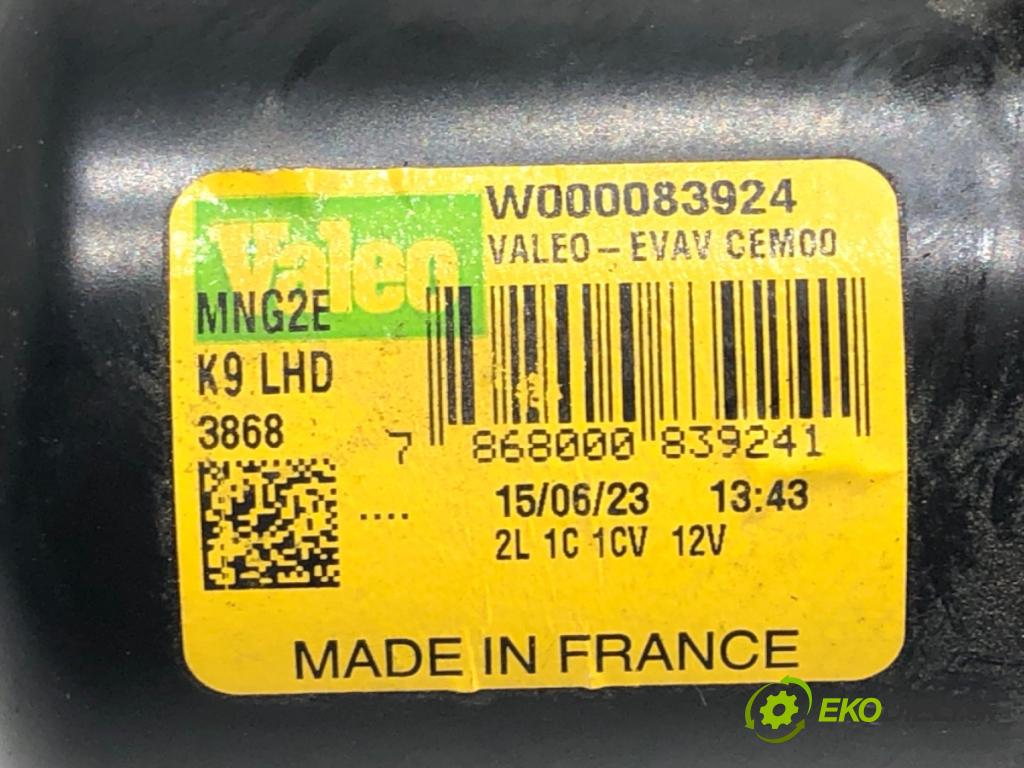 W000083924
Valeo
VALEO-EVAV CEMCO
MNG2E
K9 LHD
3868
7 868000 839241
.... 15/06/23 13:43
2L 1C 1CV 12V
MADE IN FRANCE
EKO